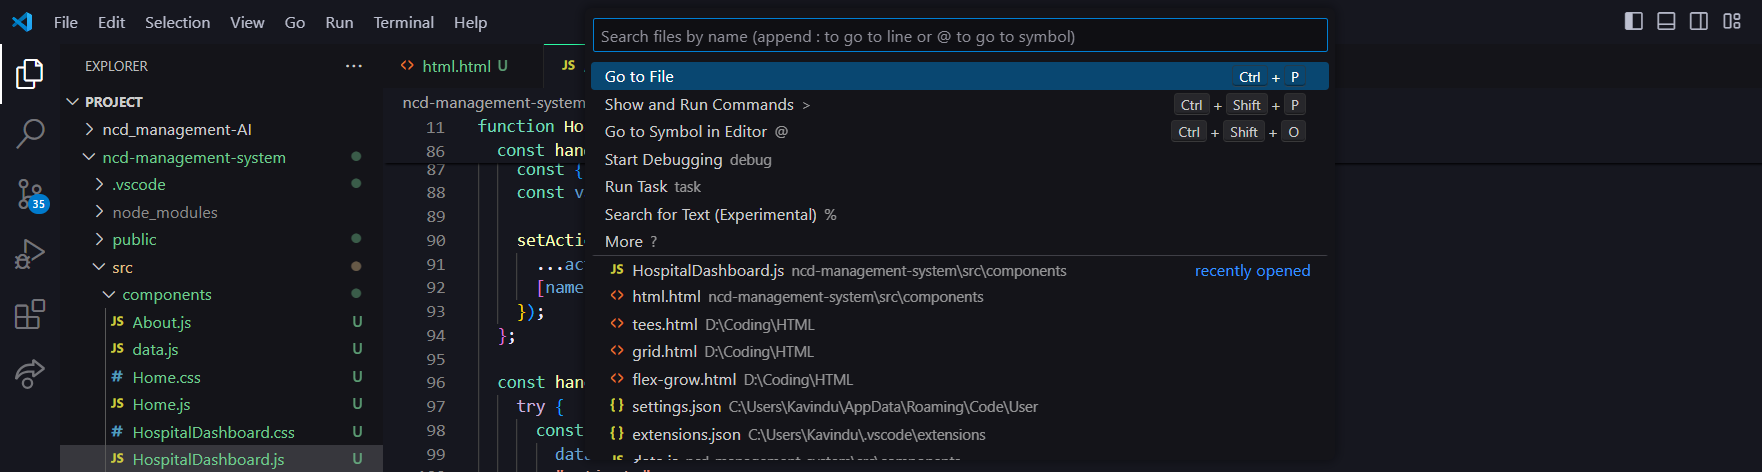 File Edit Selection View Go Run Terminal Help
Search files by name (append : to go to line or @ to go to symbol)
EXPLORER ...
PROJECT
ncd_management-AI
ncd-management-system
.vscode
node_modules
public
src
components
JS About.js U
JS data.js U
# Home.css U
JS Home.js U
# HospitalDashboard.css U
JS HospitalDashboard.js U
35
<> html.html U
JS
ncd-management-system
11 function Ho
86 const han
87 const {
88 const v
89
90 setActi
91 ...ac
92 [name
93 });
94 };
95
96 const han
97 try {
98 const
99 dat
Go to File Ctrl + P
Show and Run Commands > Ctrl + Shift + P
Go to Symbol in Editor @ Ctrl + Shift + O
Start Debugging debug
Run Task task
Search for Text (Experimental) %
More ?
JS HospitalDashboard.js ncd-management-system\src\components recently opened
<> html.html ncd-management-system\src\components
<> tees.html D:\Coding\HTML
<> grid.html D:\Coding\HTML
<> flex-grow.html D:\Coding\HTML
{} settings.json C:\Users\Kavindu\AppData\Roaming\Code\User
{} extensions.json C:\Users\Kavindu\.vscode\extensions
JS data.js ncd-management-system\src\components